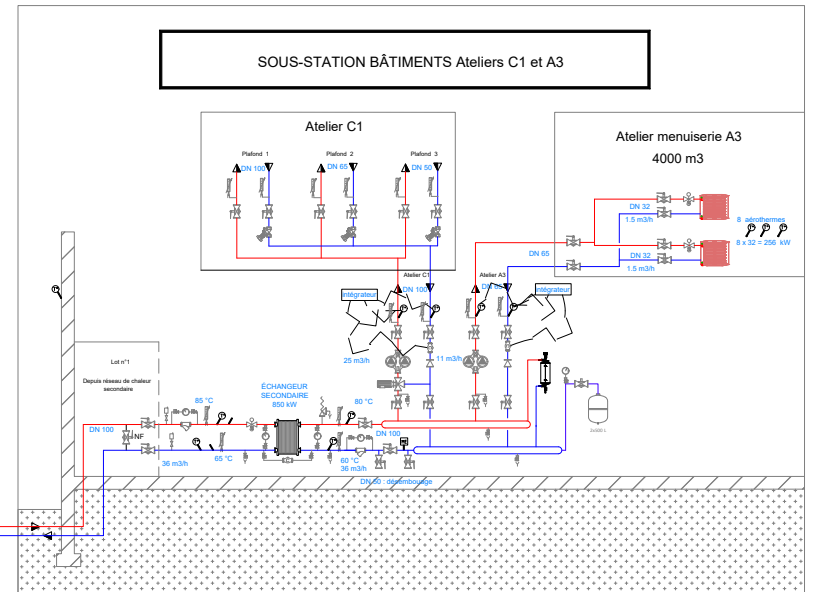 SOUS-STATION BÂTIMENTS Ateliers C1 et A3
Atelier C1
Plafond 1
Plafond 2
Plafond 3
DN 100
DN 65
DN 50
Atelier menuiserie A3
4000 m3
DN 32
1.5 m3/h
8 aérothermes
8 x 32 = 256 kW
DN 32
1.5 m3/h
DN 65
Atelier C1
DN 100
Atelier A3
DN 65
intégrateur
intégrateur
25 m3/h
11 m3/h
Lot n°1
Depuis réseau de chaleur
secondaire
85 °C
ÉCHANGEUR
SECONDAIRE
850 kW
80 °C
DN 100
NF
DN 100
36 m3/h
65 °C
60 °C
36 m3/h
DN 50 : désembouage